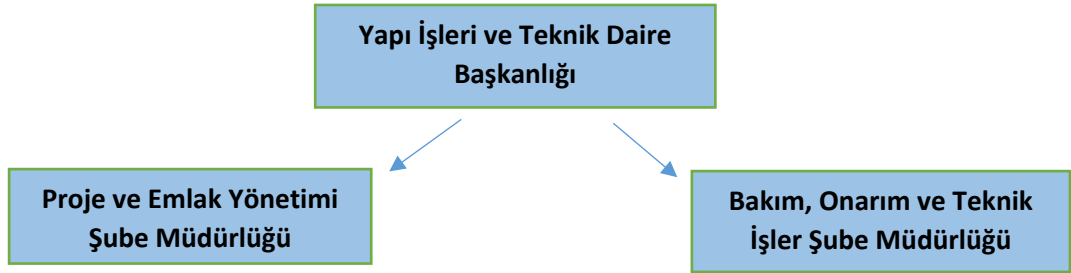 Yapı İşleri ve Teknik Daire
Başkanlığı
Proje ve Emlak Yönetimi
Şube Müdürlüğü
Bakım, Onarım ve Teknik
İşler Şube Müdürlüğü